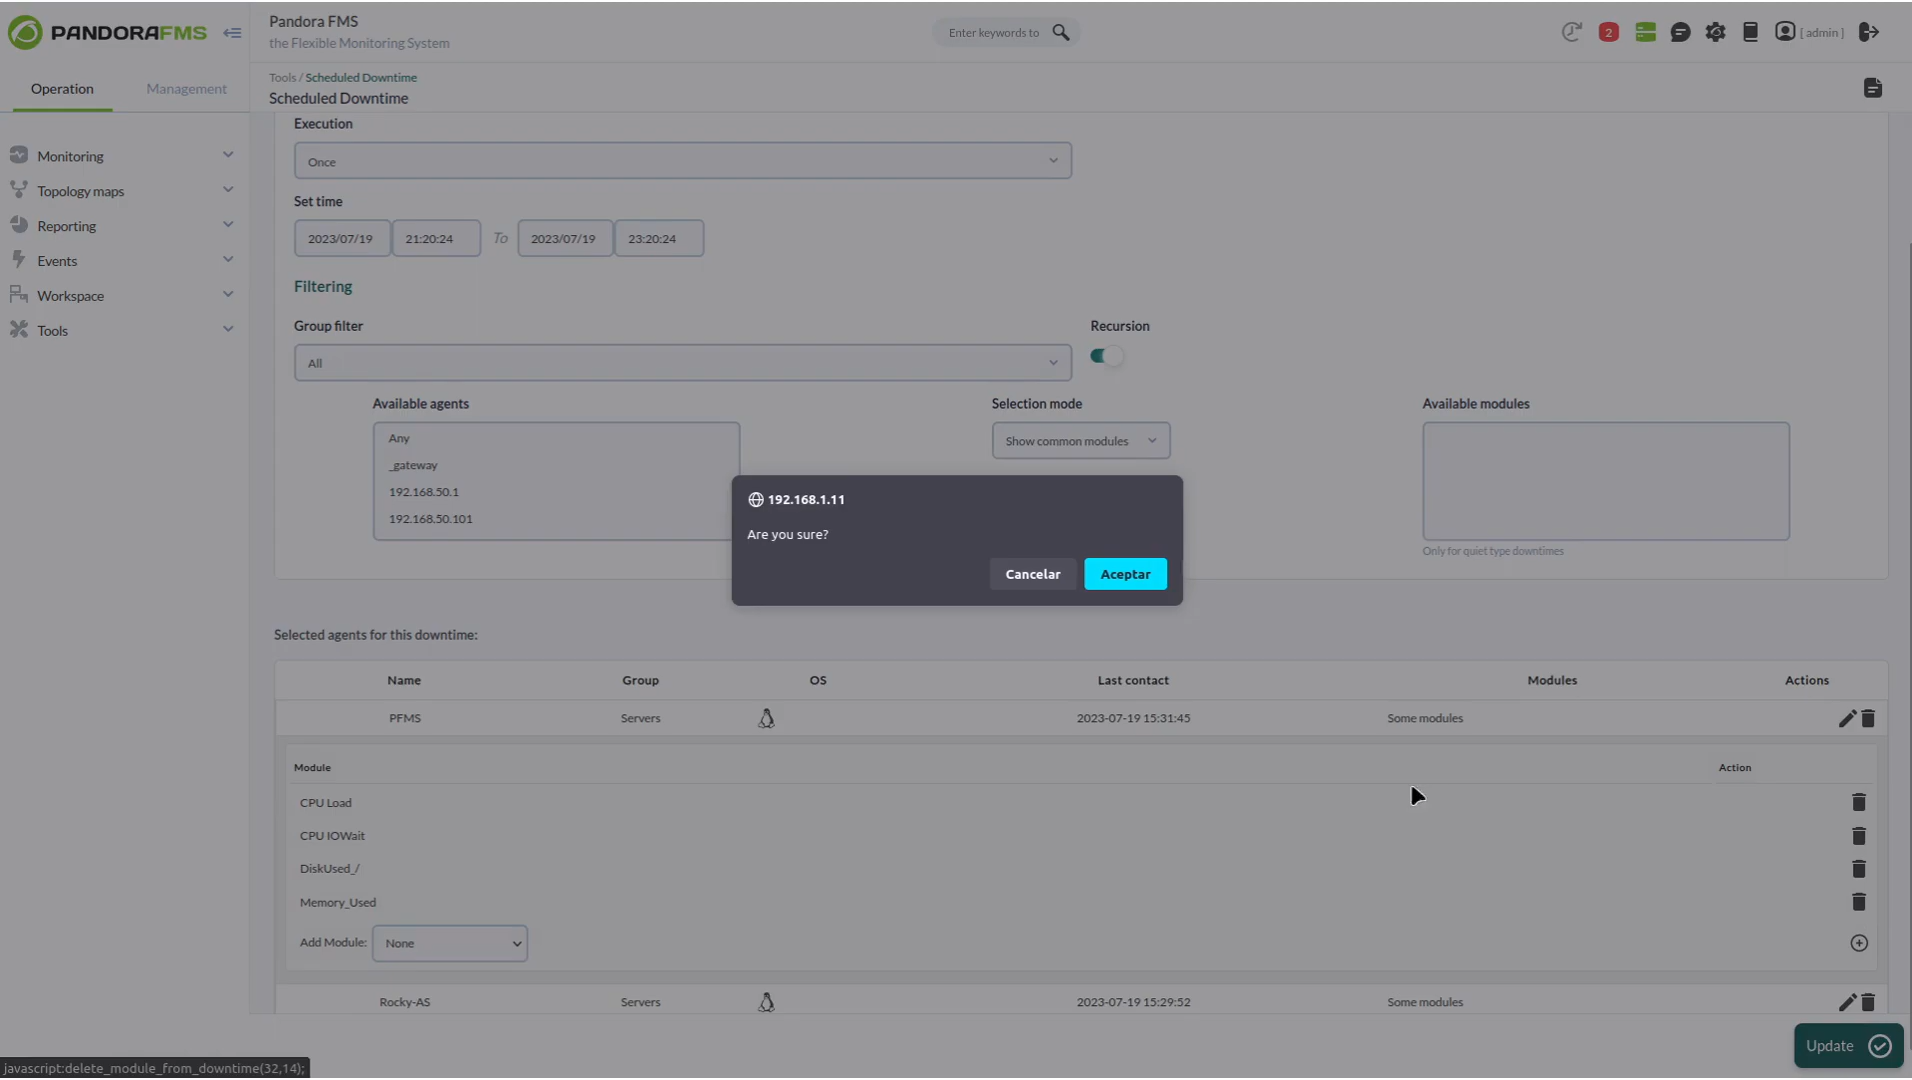 PANDORAFMS
Pandora FMS
the Flexible Monitoring System
Enter keywords to
2
[ admin ]
Operation
Management
Tools / Scheduled Downtime
Scheduled Downtime
Monitoring
Topology maps
Reporting
Events
Workspace
Tools
Execution
Once
Set time
2023/07/19 21:20:24 To 2023/07/19 23:20:24
Filtering
Group filter
Recursion
All
Available agents
Selection mode
Available modules
Any
_gateway
192.168.50.1
192.168.50.101
Show common modules
Only for quiet type downtimes
192.168.1.11
Are you sure?
Cancelar
Aceptar
Selected agents for this downtime:
Name Group OS Last contact Modules Actions
PFMS Servers 2023-07-19 15:31:45 Some modules
Module Action
CPU Load
CPU IOWait
DiskUsed_/
Memory_Used
Add Module: None
Rocky-AS Servers 2023-07-19 15:29:52 Some modules
Update
javascript:delete_module_from_downtime(32,14);